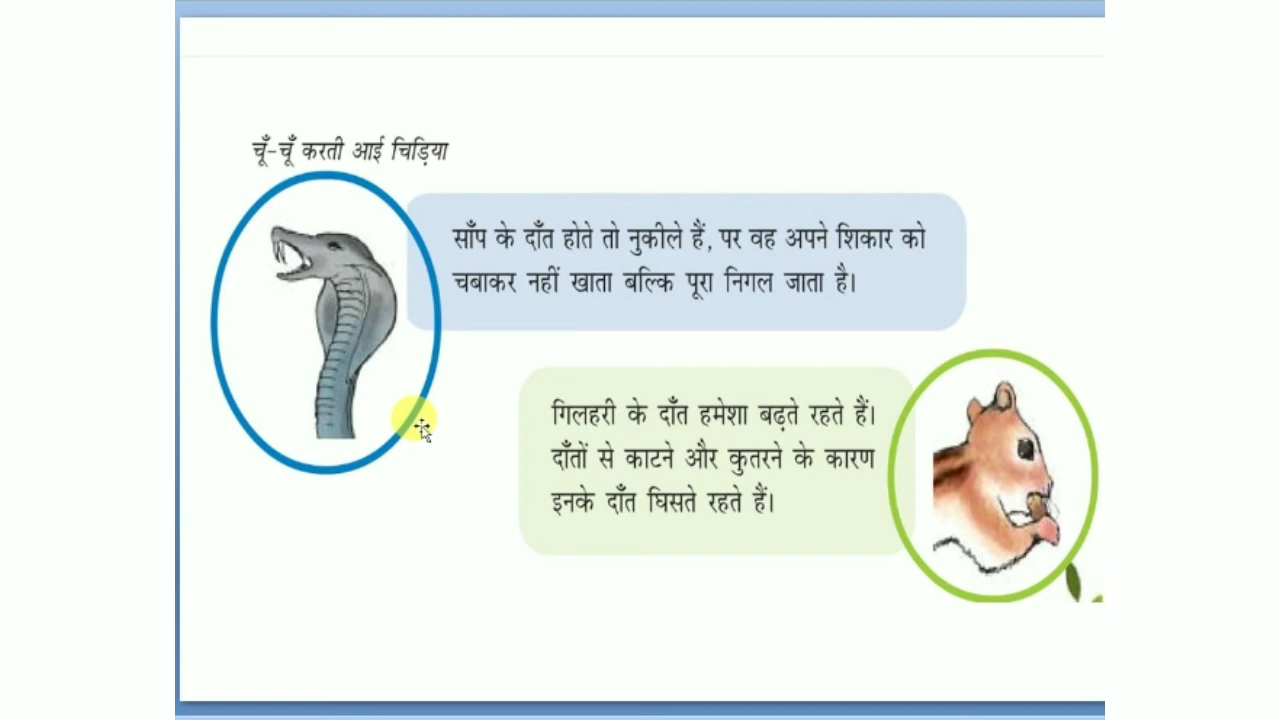 चूँ-चूँ करती आई चिड़िया
साँप के दाँत होते तो नुकीले हैं, पर वह अपने शिकार को
चबाकर नहीं खाता बल्कि पूरा निगल जाता है।
गिलहरी के दाँत हमेशा बढ़ते रहते हैं।
दाँतों से काटने और कुतरने के कारण
इनके दाँत घिसते रहते हैं।